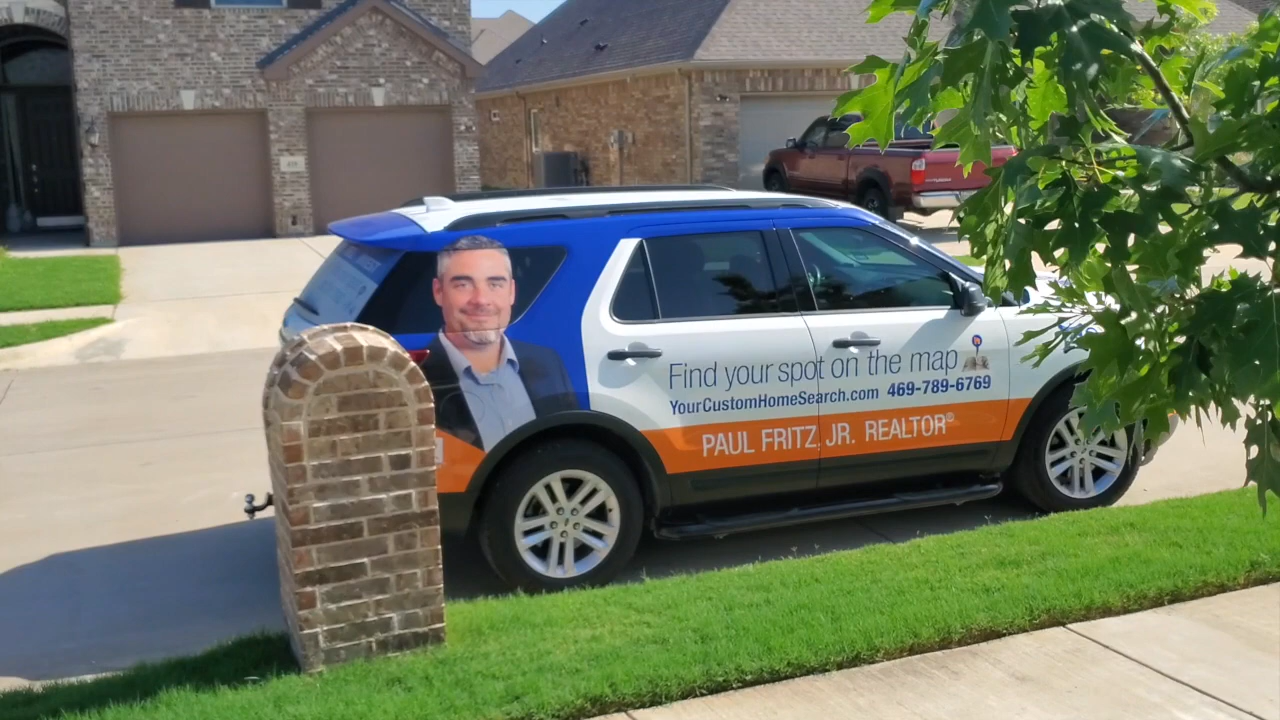 Find your spot on the map
YourCustomHomeSearch.com 469-789-6769
PAUL FRITZ, JR. REALTOR®